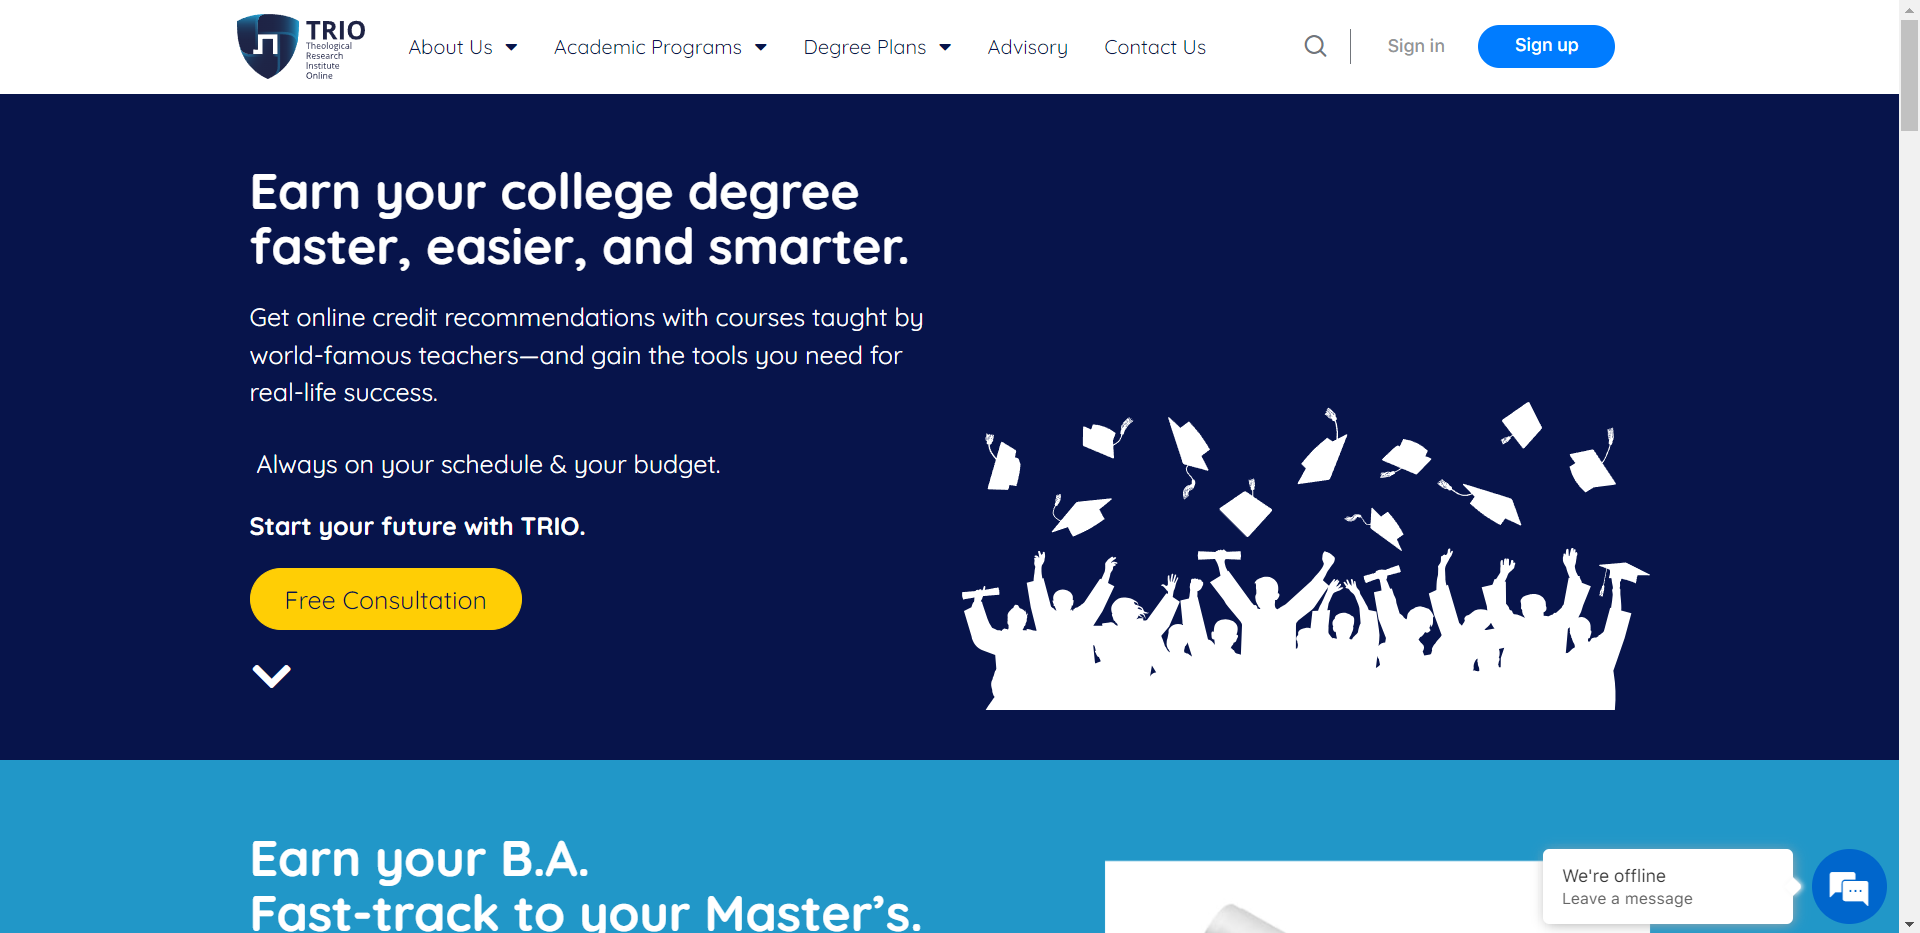 TRIO
Theological
Research
Institute
Online
About Us
Academic Programs
Degree Plans
Advisory
Contact Us
Sign in
Sign up
Earn your college degree
faster, easier, and smarter.
Get online credit recommendations with courses taught by
world-famous teachers—and gain the tools you need for
real-life success.
Always on your schedule & your budget.
Start your future with TRIO.
Free Consultation
Earn your B.A.
Fast-track to your Master’s.
We're offline
Leave a message